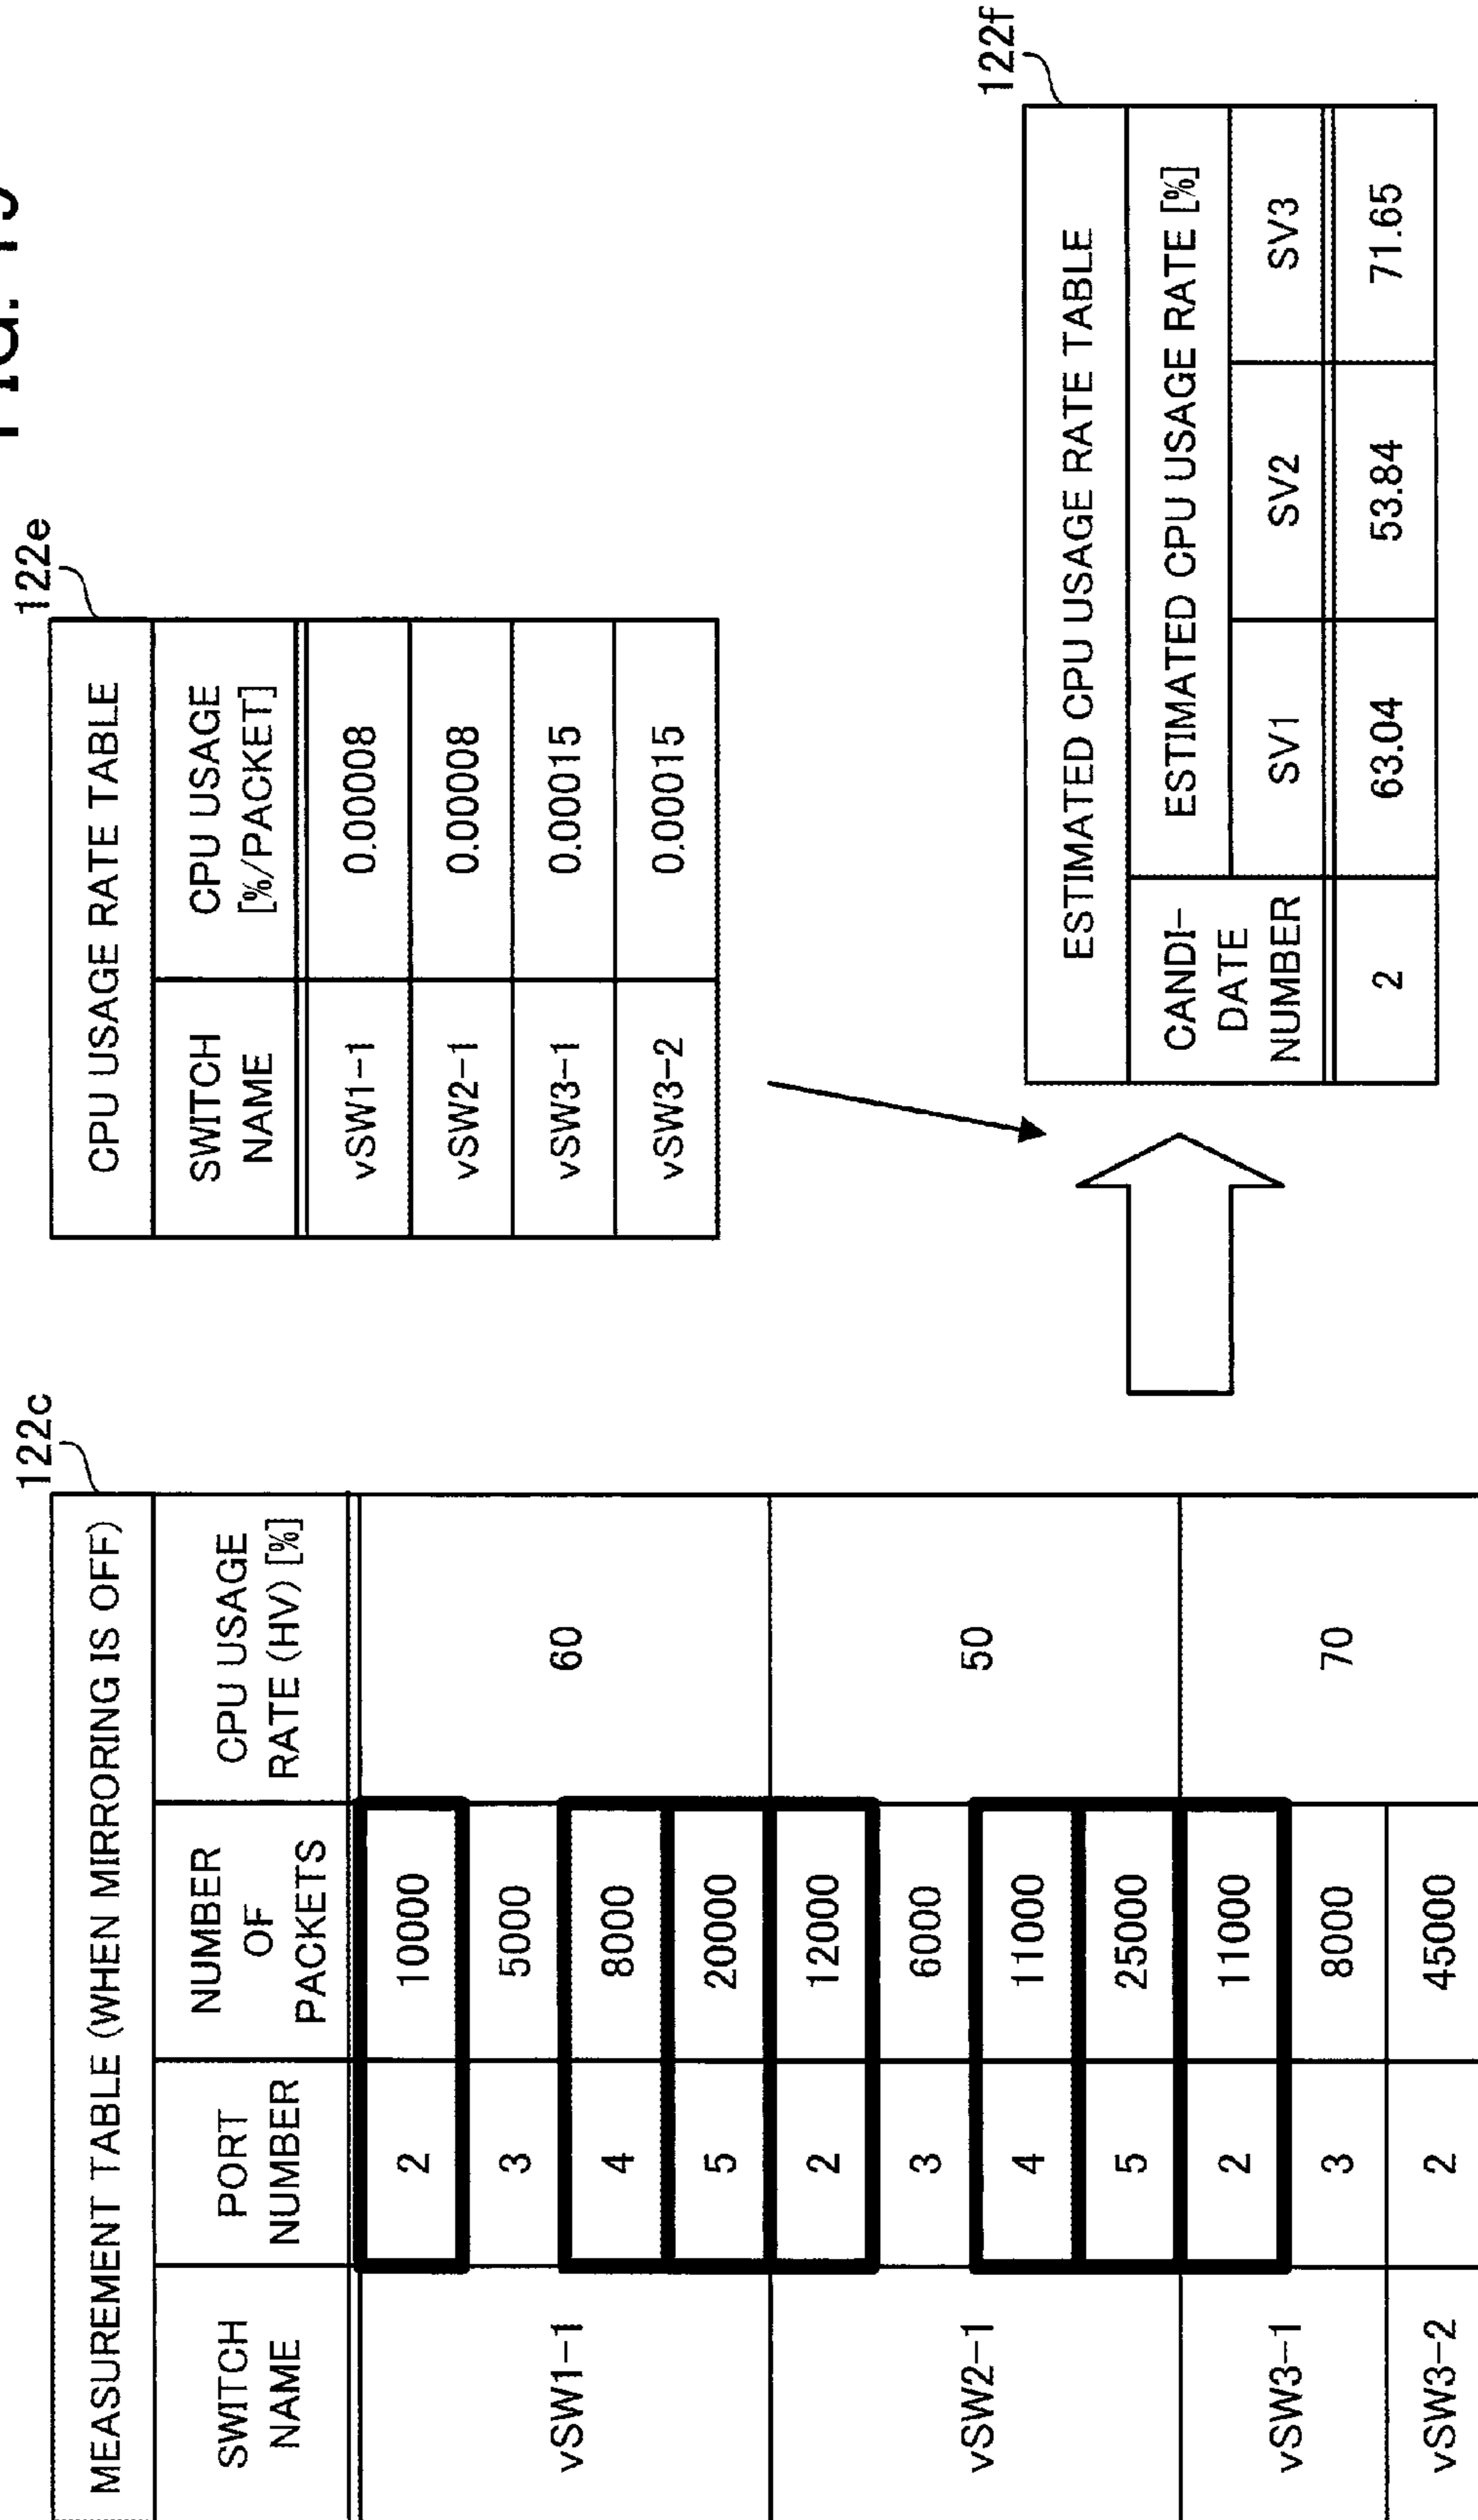 122c
MEASUREMENT TABLE (WHEN MIRRORING IS OFF)
SWITCH NAME
PORT NUMBER
NUMBER OF PACKETS
CPU USAGE RATE (HV) [%]
vSW1-1
2
10000
60
3
5000
4
8000
5
20000
vSW2-1
2
12000
50
3
6000
4
11000
5
25000
vSW3-1
2
11000
70
3
8000
vSW3-2
2
45000
122e
CPU USAGE RATE TABLE
SWITCH NAME
CPU USAGE [%/PACKET]
vSW1-1
0.00008
vSW2-1
0.00008
vSW3-1
0.00015
vSW3-2
0.00015
122f
ESTIMATED CPU USAGE RATE TABLE
CANDI-
DATE
NUMBER
ESTIMATED CPU USAGE RATE [%]
SV1
SV2
SV3
2
63.04
53.84
71.65